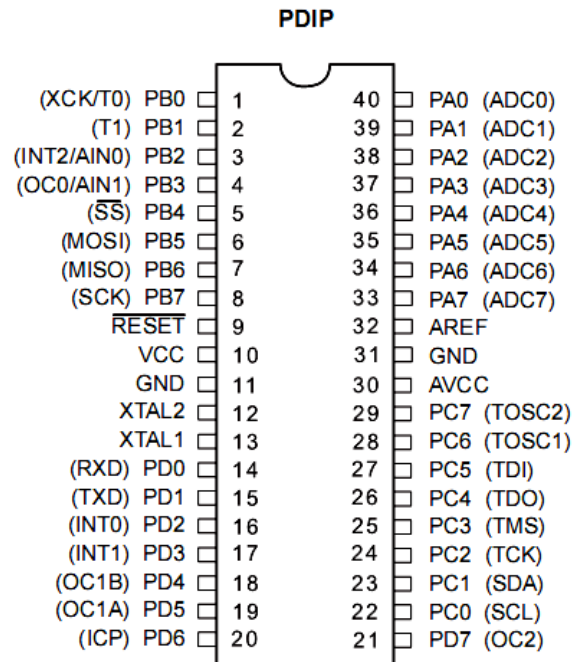 PDIP
(XCK/T0) PB0 1 40 PA0 (ADC0)
(T1) PB1 2 39 PA1 (ADC1)
(INT2/AIN0) PB2 3 38 PA2 (ADC2)
(OC0/AIN1) PB3 4 37 PA3 (ADC3)
(S̅S̅) PB4 5 36 PA4 (ADC4)
(MOSI) PB5 6 35 PA5 (ADC5)
(MISO) PB6 7 34 PA6 (ADC6)
(SCK) PB7 8 33 PA7 (ADC7)
R̅E̅S̅E̅T̅ 9 32 AREF
VCC 10 31 GND
GND 11 30 AVCC
XTAL2 12 29 PC7 (TOSC2)
XTAL1 13 28 PC6 (TOSC1)
(RXD) PD0 14 27 PC5 (TDI)
(TXD) PD1 15 26 PC4 (TDO)
(INT0) PD2 16 25 PC3 (TMS)
(INT1) PD3 17 24 PC2 (TCK)
(OC1B) PD4 18 23 PC1 (SDA)
(OC1A) PD5 19 22 PC0 (SCL)
(ICP) PD6 20 21 PD7 (OC2)